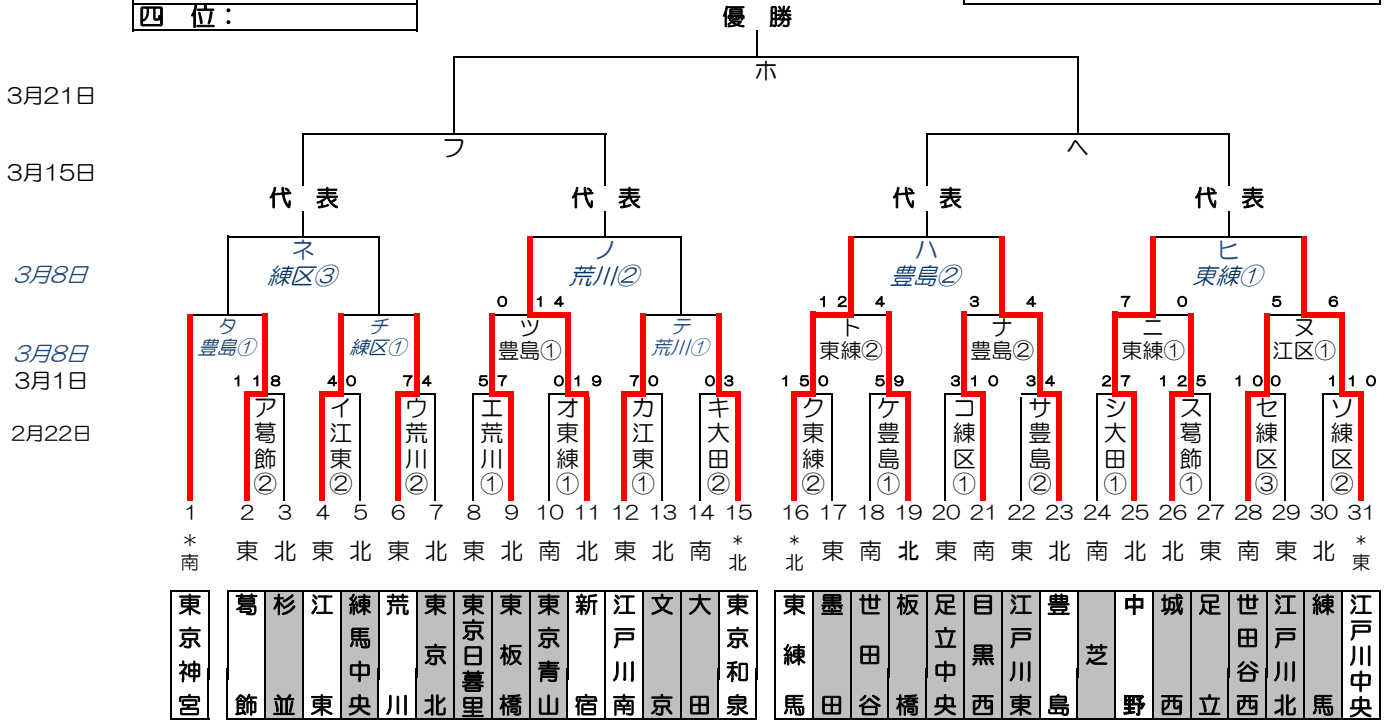 四 位：
優 勝
ホ
3月21日
フ
ヘ
3月15日
代 表
代 表
代 表
代 表
ネ
ノ
ハ
ヒ
3月8日
練区③
荒川②
豊島②
東練①
0 14
12 4
3 4
7 0
5 6
タ
チ
ツ
テ
ト
ナ
ニ
ヌ
3月8日
豊島①
練区①
豊島①
荒川①
東練②
豊島②
東練①
江区①
3月1日
11 8
4 0
7 4
5 7
0 19
7 0
0 3
15 0
5 9
3 10
3 4
2 7
12 5
10 0
1 10
2月22日
ア葛飾②
イ江東②
ウ荒川②
エ荒川①
オ東練①
カ江東①
キ大田②
ク東練②
ケ豊島①
コ練区①
サ豊島②
シ大田①
ス葛飾①
セ練区③
ソ練区②
1 2 3 4 5 6 7 8 9 10 11 12 13 14 15 16 17 18 19 20 21 22 23 24 25 26 27 28 29 30 31
*南 東 北 東 北 東 北 東 北 南 北 東 北 南 *北 *北 東 南 北 東 南 東 北 南 北 北 東 南 東 北 *東
東京神宮
葛飾
杉並
江東
練馬中央
荒川
東京北
東京日暮里
東板橋
東京青山
新宿
江戸川南
文京
大田
東京和泉
東練馬
墨田
世田谷
板橋
足立中央
目黒西
江戸川東
豊島
芝
中野
城西
足立
世田谷西
江戸川北
練馬
江戸川中央